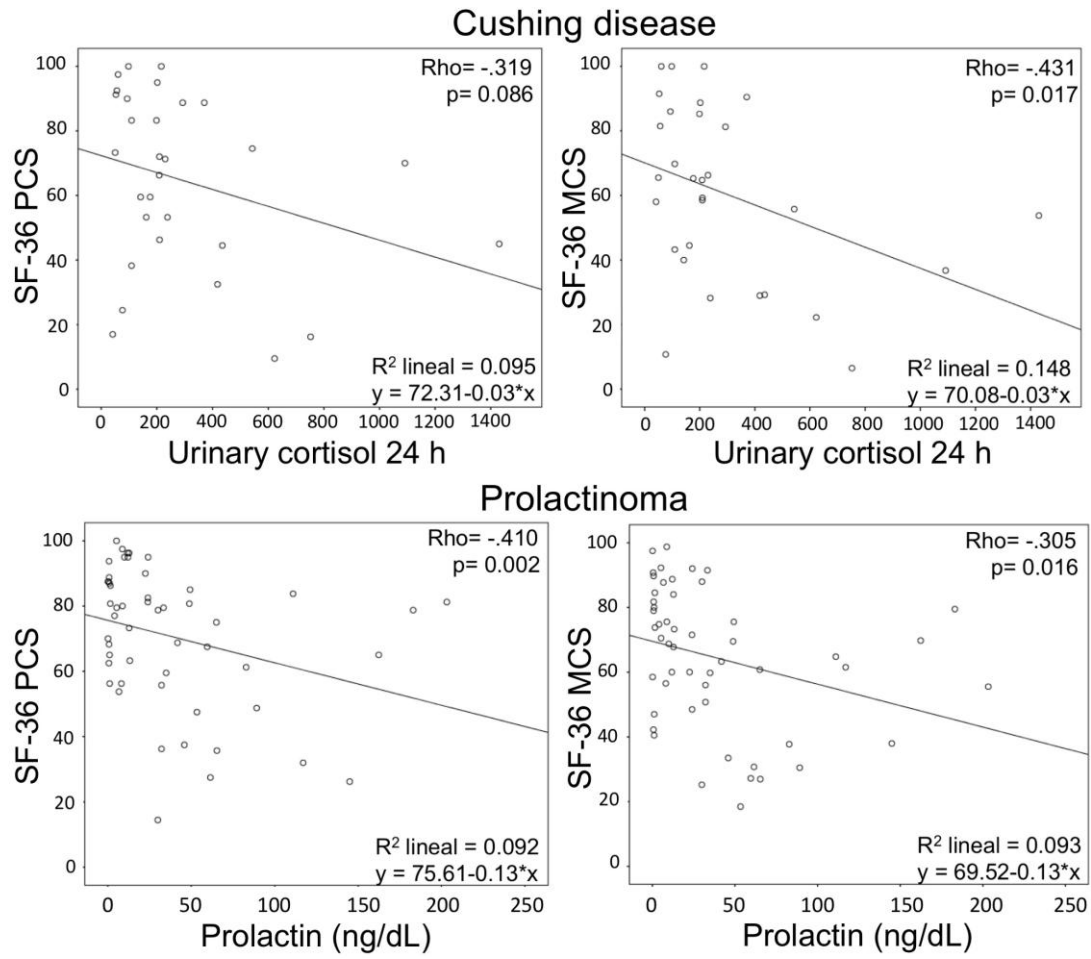 Cushing disease
Rho= -.319
p= 0.086
SF-36 PCS
100
80
60
40
20
0
R² lineal = 0.095
y = 72.31-0.03*x
0 200 400 600 800 1000 1200 1400
Urinary cortisol 24 h
Rho= -.431
p= 0.017
SF-36 MCS
100
80
60
40
20
0
R² lineal = 0.148
y = 70.08-0.03*x
0 200 400 600 800 1000 1200 1400
Urinary cortisol 24 h
Prolactinoma
Rho= -.410
p= 0.002
SF-36 PCS
100
80
60
40
20
0
R² lineal = 0.092
y = 75.61-0.13*x
0 50 100 150 200 250
Prolactin (ng/dL)
Rho= -.305
p= 0.016
SF-36 MCS
100
80
60
40
20
0
R² lineal = 0.093
y = 69.52-0.13*x
0 50 100 150 200 250
Prolactin (ng/dL)